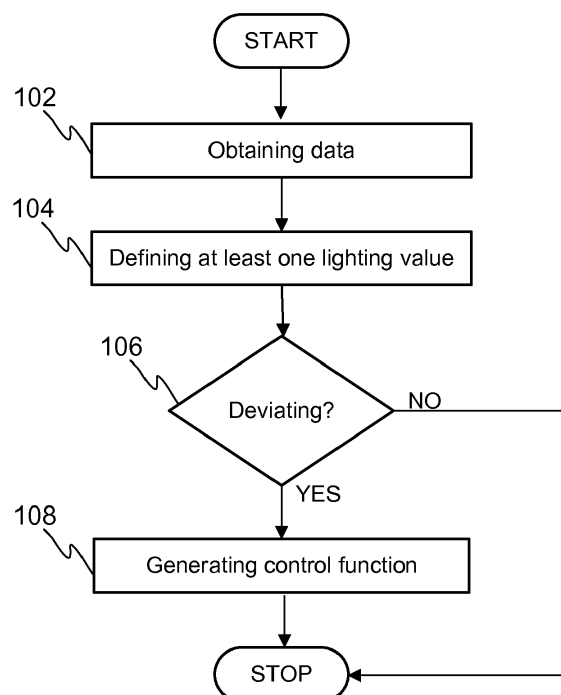 START
102
Obtaining data
104
Defining at least one lighting value
106
Deviating?
NO
YES
108
Generating control function
STOP